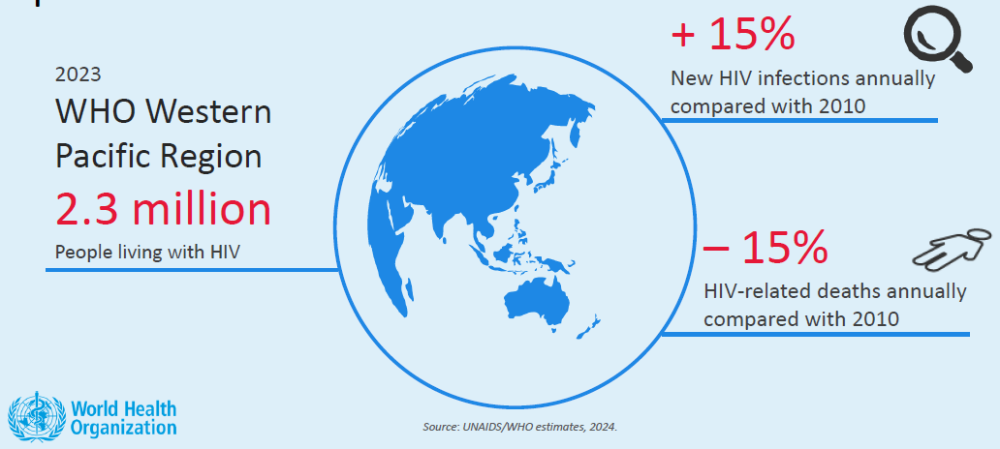 2023
WHO Western
Pacific Region
2.3 million
People living with HIV
+ 15%
New HIV infections annually
compared with 2010
– 15%
HIV-related deaths annually
compared with 2010
World Health
Organization
Source: UNAIDS/WHO estimates, 2024.